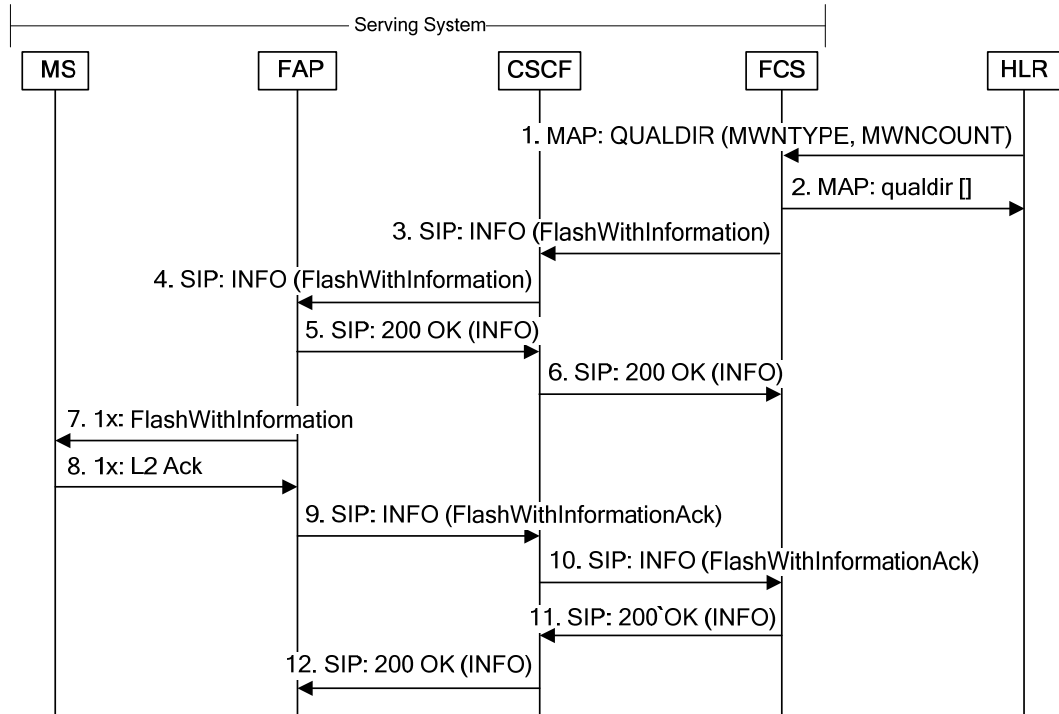 Serving System
MS
FAP
CSCF
FCS
HLR
1. MAP: QUALDIR (MWNTYPE, MWNCOUNT)
2. MAP: qualdir []
3. SIP: INFO (FlashWithInformation)
4. SIP: INFO (FlashWithInformation)
5. SIP: 200 OK (INFO)
6. SIP: 200 OK (INFO)
7. 1x: FlashWithInformation
8. 1x: L2 Ack
9. SIP: INFO (FlashWithInformationAck)
10. SIP: INFO (FlashWithInformationAck)
11. SIP: 200`OK (INFO)
12. SIP: 200 OK (INFO)